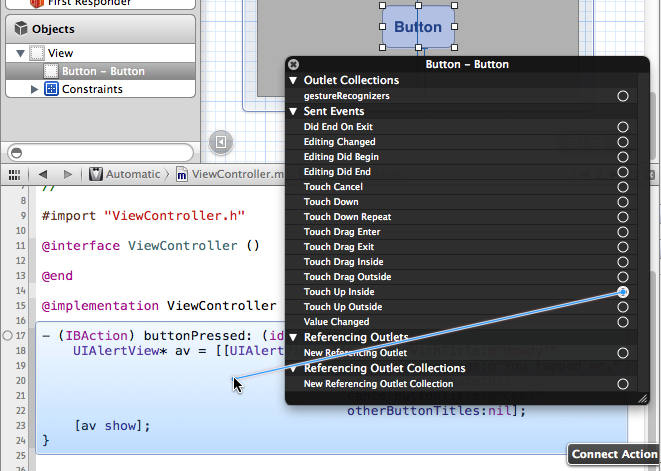 First Responder
Objects
View
Button – Button
Constraints
Button
Button – Button
Outlet Collections
gestureRecognizers
Sent Events
Did End On Exit
Editing Changed
Editing Did Begin
Editing Did End
Touch Cancel
Touch Down
Touch Down Repeat
Touch Drag Enter
Touch Drag Exit
Touch Drag Inside
Touch Drag Outside
Touch Up Inside
Touch Up Outside
Value Changed
Referencing Outlets
New Referencing Outlet
Referencing Outlet Collections
New Referencing Outlet Collection
Automatic
m ViewController.m
//
8
9 #import "ViewController.h"
10
11 @interface ViewController ()
12
13 @end
14
15 @implementation ViewController
16
17 – (IBAction) buttonPressed: (id
18 UIAlertView* av = [[UIAlert
19
20
21
22 otherButtonTitles:nil];
23 [av show];
24 }
25
Connect Action